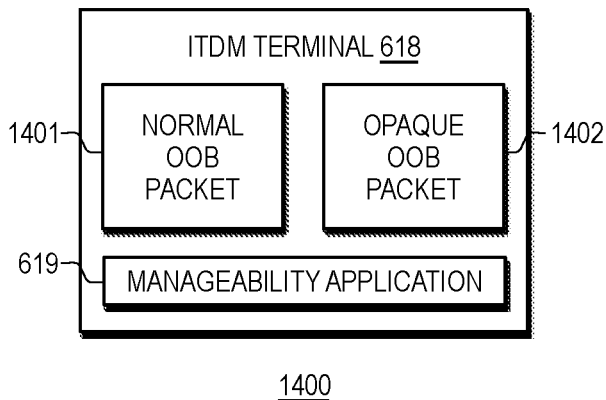 ITDM TERMINAL 618
1401
NORMAL
OOB
PACKET
OPAQUE
OOB
PACKET
1402
619
MANAGEABILITY APPLICATION
1400